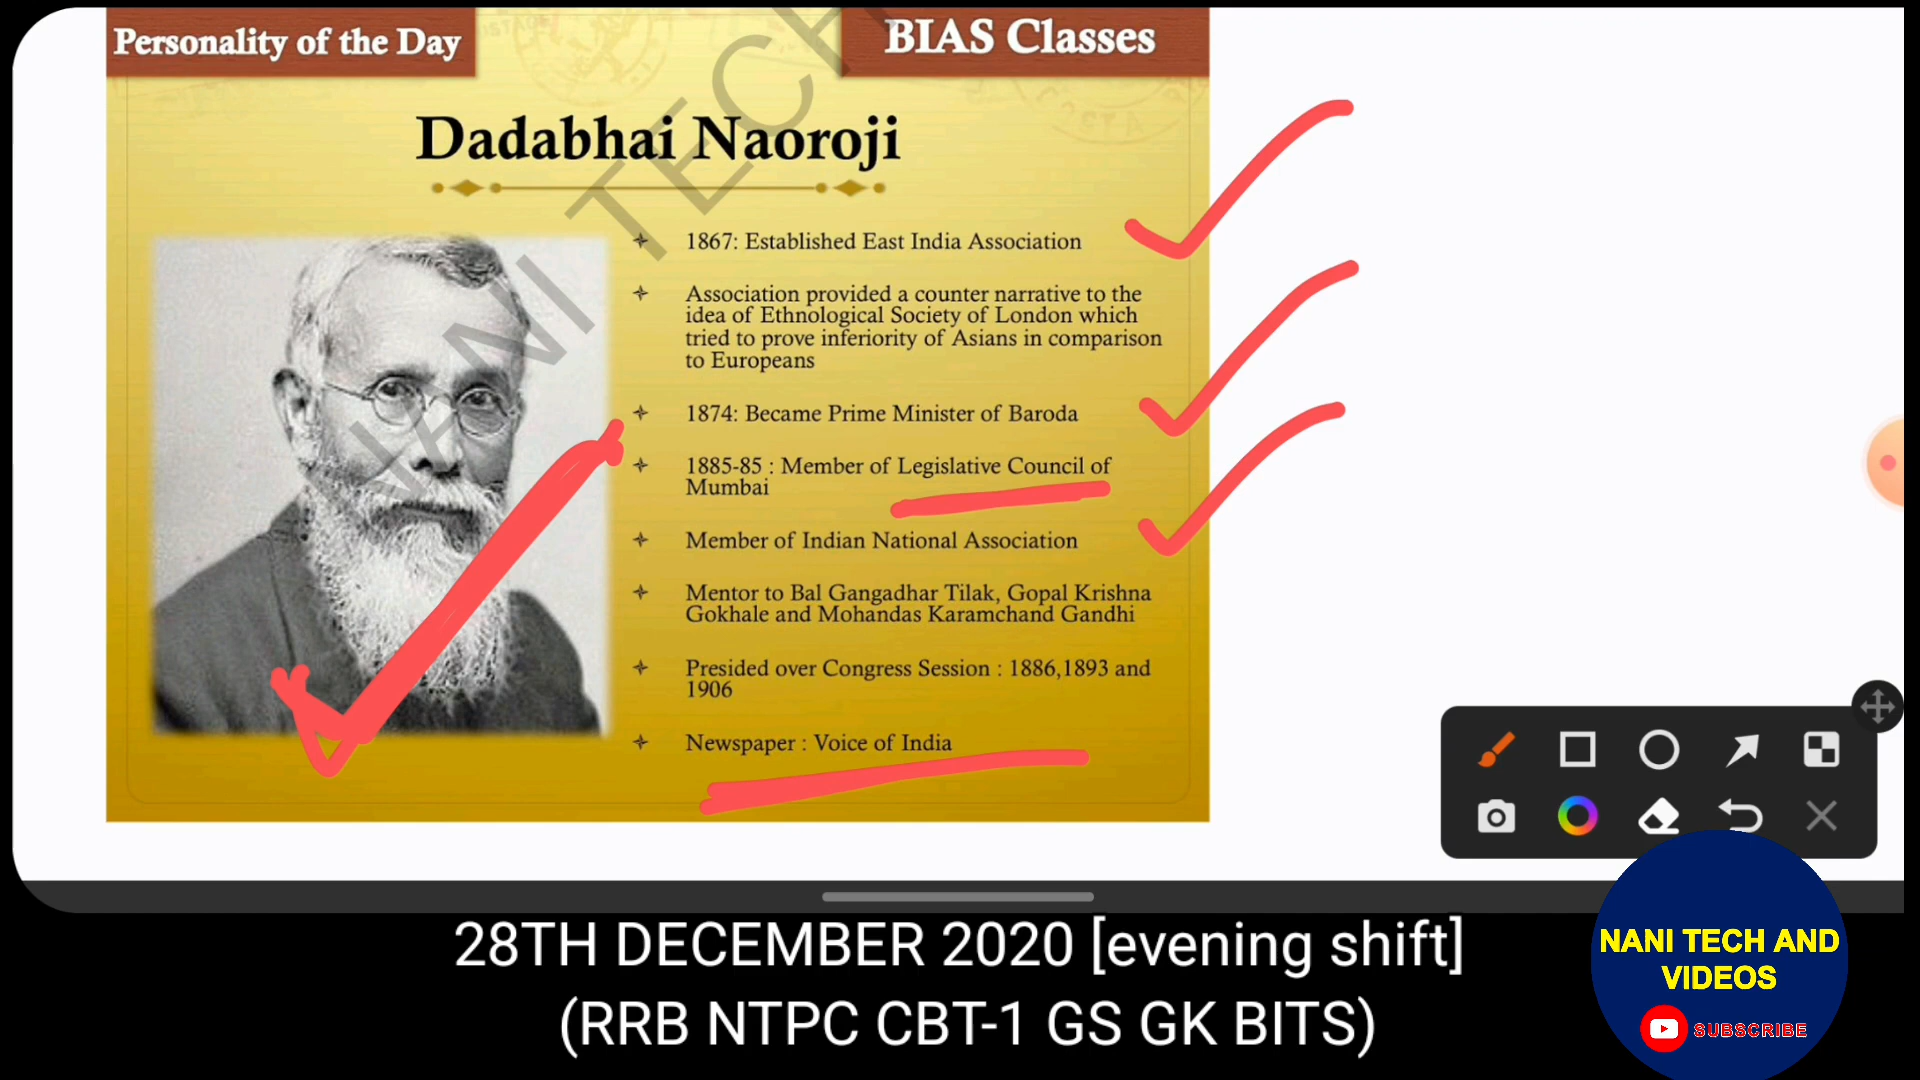 Personality of the Day
BIAS Classes
Dadabhai Naoroji
1867: Established East India Association
Association provided a counter narrative to the
idea of Ethnological Society of London which
tried to prove inferiority of Asians in comparison
to Europeans
1874: Became Prime Minister of Baroda
1885-85 : Member of Legislative Council of
Mumbai
Member of Indian National Association
Mentor to Bal Gangadhar Tilak, Gopal Krishna
Gokhale and Mohandas Karamchand Gandhi
Presided over Congress Session : 1886,1893 and
1906
Newspaper : Voice of India
NANI TECH
28TH DECEMBER 2020 [evening shift]
(RRB NTPC CBT-1 GS GK BITS)
NANI TECH AND
VIDEOS
SUBSCRIBE